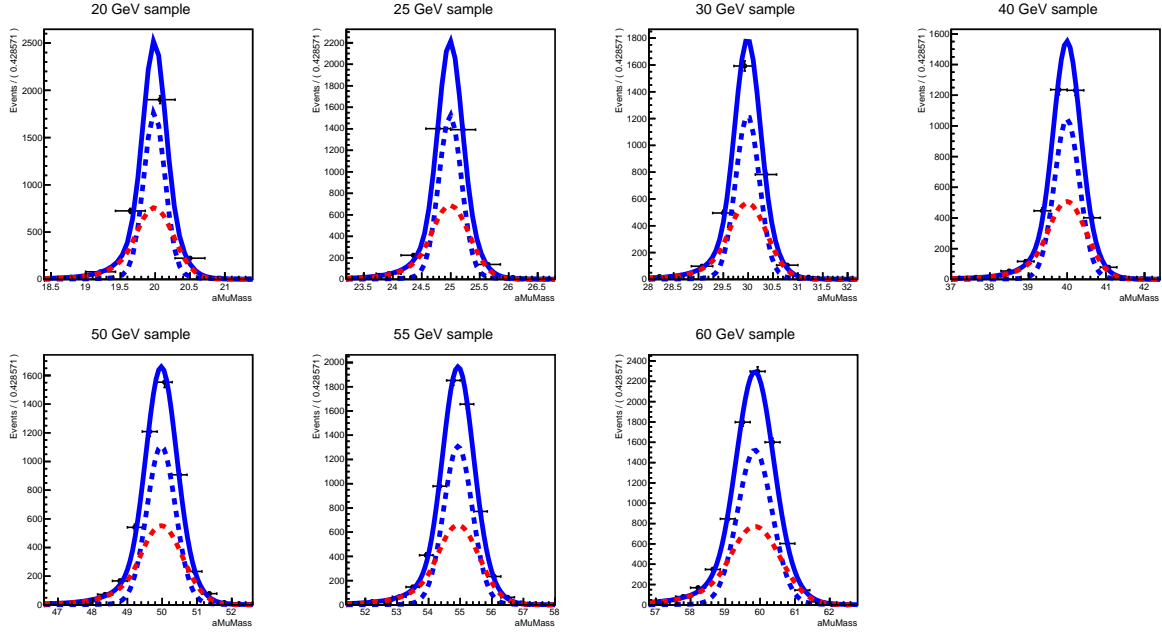 20 GeV sample
Events / ( 0.428571 )
2500
2000
1500
1000
500
0
18.5 19 19.5 20 20.5 21
aMuMass
25 GeV sample
Events / ( 0.428571 )
2200
2000
1800
1600
1400
1200
1000
800
600
400
200
0
23.5 24 24.5 25 25.5 26 26.5
aMuMass
30 GeV sample
Events / ( 0.428571 )
1800
1600
1400
1200
1000
800
600
400
200
0
28 28.5 29 29.5 30 30.5 31 31.5 32
aMuMass
40 GeV sample
Events / ( 0.428571 )
1600
1400
1200
1000
800
600
400
200
0
37 38 39 40 41 42
aMuMass
50 GeV sample
Events / ( 0.428571 )
1600
1400
1200
1000
800
600
400
200
0
47 48 49 50 51 52
aMuMass
55 GeV sample
Events / ( 0.428571 )
2000
1800
1600
1400
1200
1000
800
600
400
200
0
52 53 54 55 56 57 58
aMuMass
60 GeV sample
Events / ( 0.428571 )
2400
2200
2000
1800
1600
1400
1200
1000
800
600
400
200
0
57 58 59 60 61 62
aMuMass